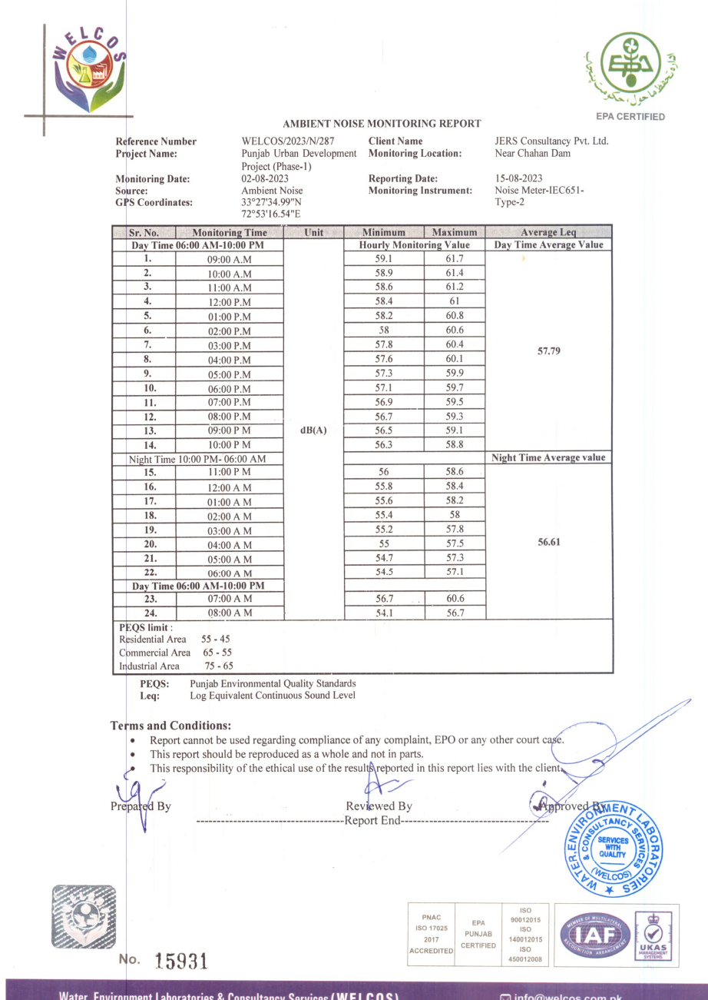 WELCOS
اداره تحفظ ماحول، حکومت پنجاب
EPA
EPA CERTIFIED
AMBIENT NOISE MONITORING REPORT
Reference Number WELCOS/2023/N/287 Client Name JERS Consultancy Pvt. Ltd.
Project Name: Punjab Urban Development Monitoring Location: Near Chahan Dam
Project (Phase-1)
Monitoring Date: 02-08-2023 Reporting Date: 15-08-2023
Source: Ambient Noise Monitoring Instrument: Noise Meter-IEC651-
GPS Coordinates: 33°27'34.99"N Type-2
72°53'16.54"E
Sr. No. Monitoring Time Unit Minimum Maximum Average Leq
Day Time 06:00 AM-10:00 PM Hourly Monitoring Value Day Time Average Value
1. 09:00 A.M 59.1 61.7
2. 10:00 A.M 58.9 61.4
3. 11:00 A.M 58.6 61.2
4. 12:00 P.M 58.4 61
5. 01:00 P.M 58.2 60.8
6. 02:00 P.M 58 60.6
7. 03:00 P.M 57.8 60.4
57.79
8. 04:00 P.M 57.6 60.1
9. 05:00 P.M 57.3 59.9
10. 06:00 P.M 57.1 59.7
11. 07:00 P.M 56.9 59.5
12. 08:00 P.M 56.7 59.3
13. 09:00 P M dB(A) 56.5 59.1
14. 10:00 P M 56.3 58.8
Night Time 10:00 PM- 06:00 AM Night Time Average value
15. 11:00 P M 56 58.6
16. 12:00 A M 55.8 58.4
17. 01:00 A M 55.6 58.2
18. 02:00 A M 55.4 58
19. 03:00 A M 55.2 57.8
20. 04:00 A M 55 57.5 56.61
21. 05:00 A M 54.7 57.3
22. 06:00 A M 54.5 57.1
Day Time 06:00 AM-10:00 PM
23. 07:00 A M 56.7 60.6
24. 08:00 A M 54.1 56.7
PEQS limit :
Residential Area 55 - 45
Commercial Area 65 - 55
Industrial Area 75 - 65
PEQS: Punjab Environmental Quality Standards
Leq: Log Equivalent Continuous Sound Level
Terms and Conditions:
• Report cannot be used regarding compliance of any complaint, EPO or any other court case.
• This report should be reproduced as a whole and not in parts.
• This responsibility of the ethical use of the results reported in this report lies with the client.
Prepared By Reviewed By Approved By
-----------------------------------Report End-----------------------------------
WATER, ENVIRONMENT LABORATORIES
& CONSULTANCY SERVICES
SERVICES
WITH
QUALITY
(WELCOS)
WELCOS
No. 15931
PNAC
ISO 17025
2017
ACCREDITED
EPA
PUNJAB
CERTIFIED
ISO
90012015
ISO
140012015
ISO
450012008
MEMBER OF MULTILATERAL
IAF
RECOGNITION ARRANGEMENT
UKAS
MANAGEMENT
SYSTEMS
Water, Environment Laboratories & Consultancy Services (WELCOS) info@welcos.com.pk